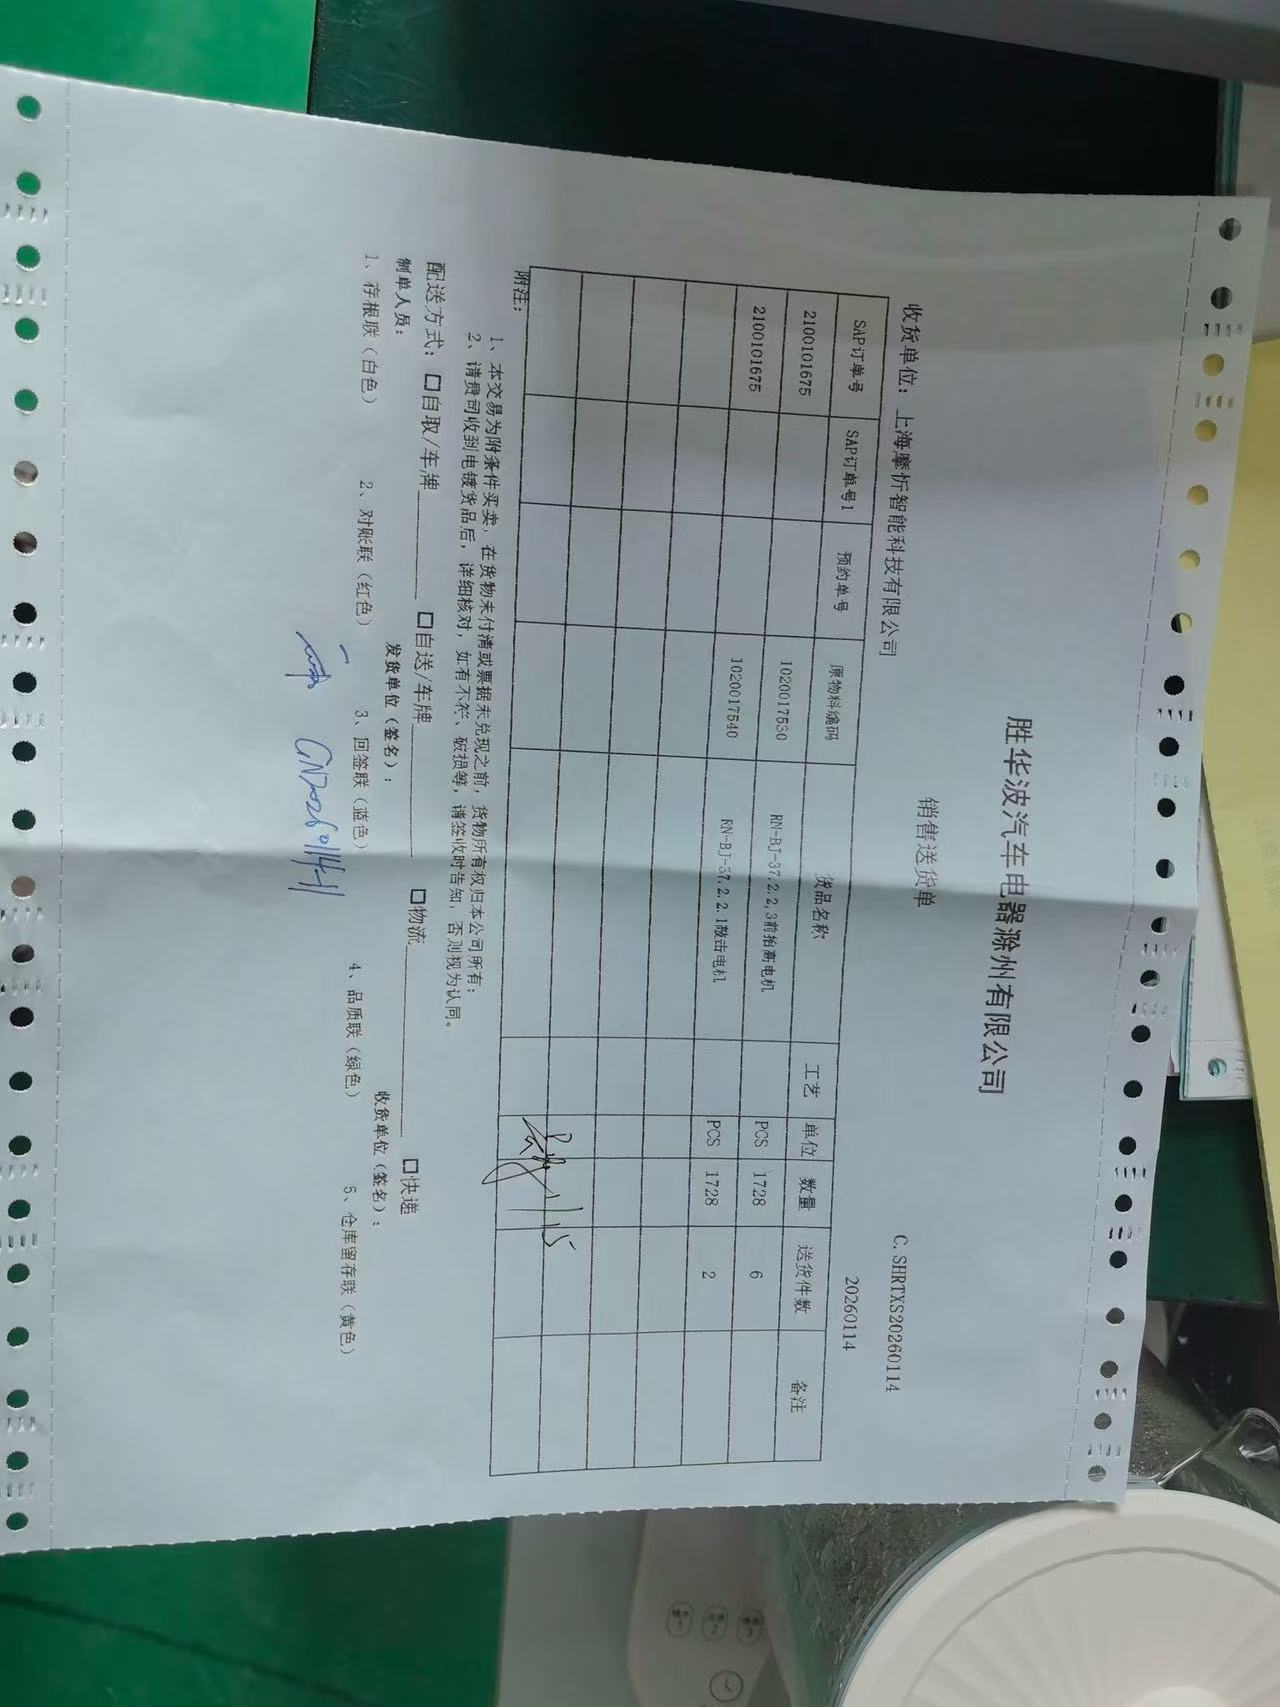 胜华波汽车电器滁州有限公司
销售送货单
C.SHRTXS20260114
收货单位：上海摩忻智能科技有限公司
20260114
SAP订单号 SAP订单号1 预约单号 原物料编码 货品名称 工艺 单位 数量 送货件数 备注
2100101675 1020017530 RN-BJ-37.2.2.3前抬高电机 PCS 1728 6
2100101675 1020017540 RN-BJ-37.2.2.1敲击电机 PCS 1728 2
附注：
1、本交易为附条件买卖，在货物未付清或票据未兑现之前，货物所有权归本公司所有；
2、请贵司收到电镀货品后，详细核对，如有不符、破损等，请签收时告知，否则视为认同。
配送方式：□自取/车牌 □自送/车牌 □物流 □快递
制单人员： 发货单位（签名）： 收货单位（签名）：
1、存根联（白色） 2、对账联（红色） 3、回签联（蓝色） 4、品质联（绿色） 5、仓库留存联（黄色）
GN20260114-11